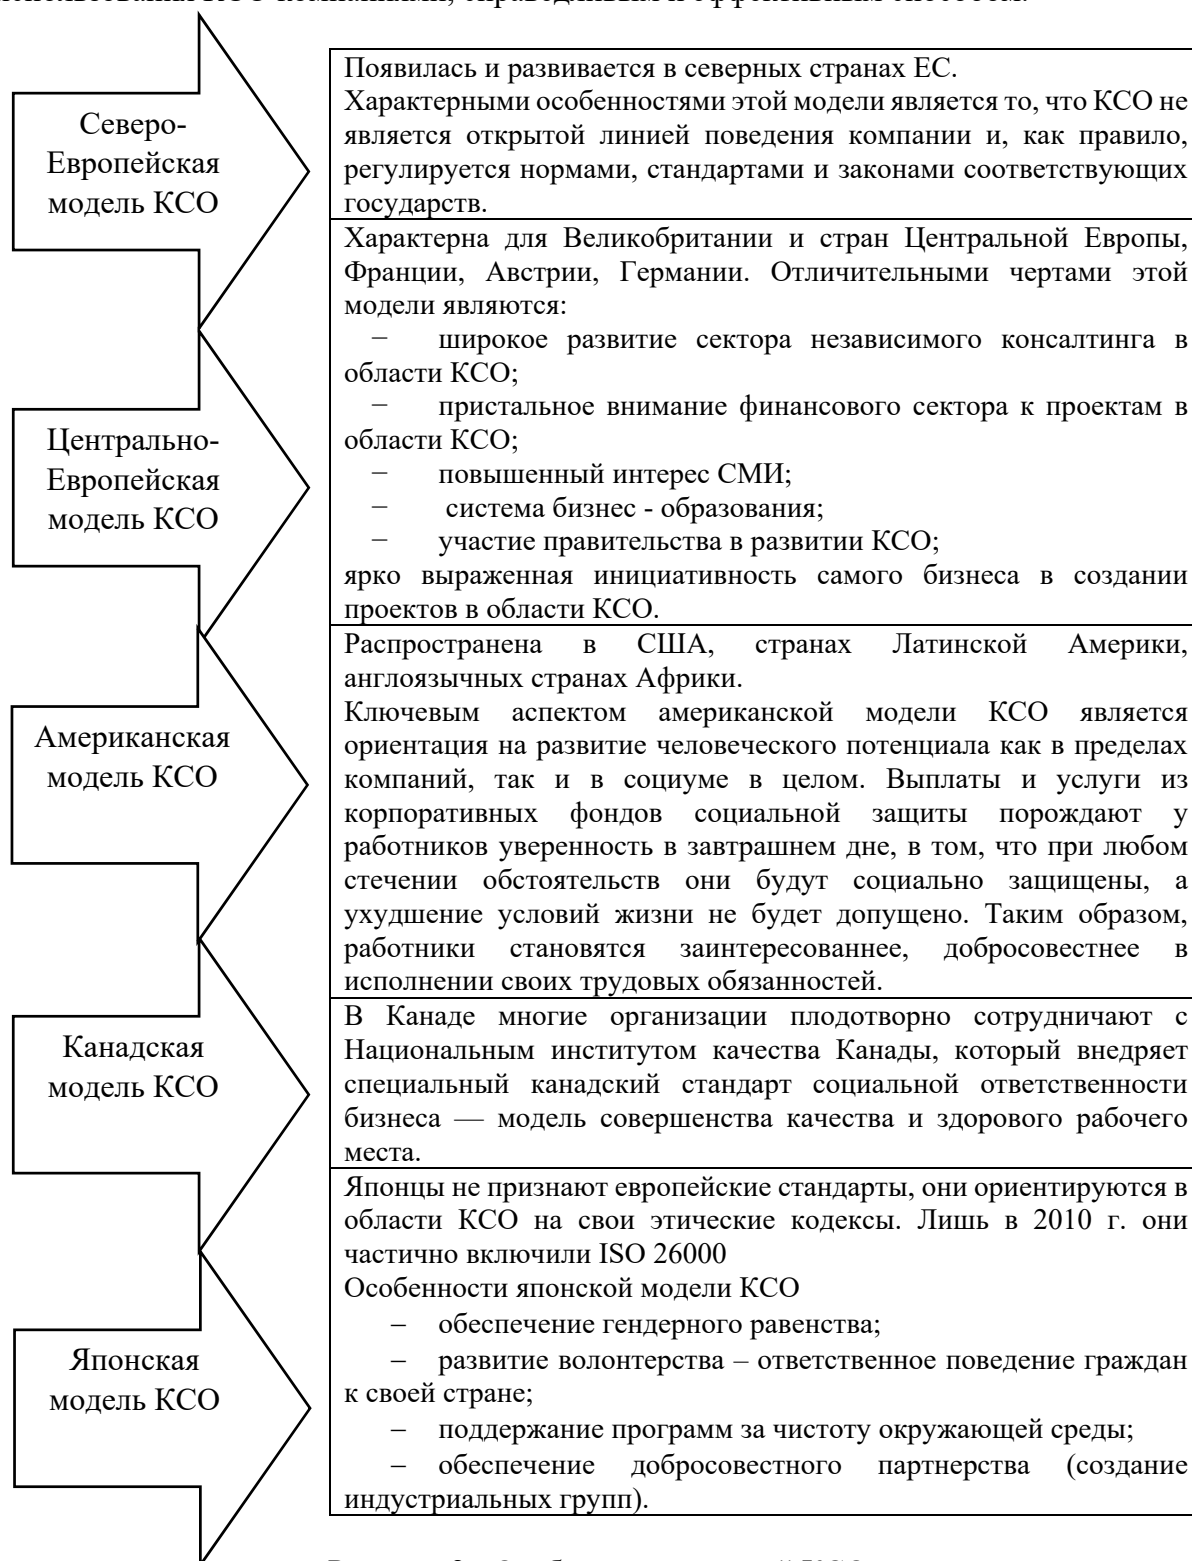 КСО компаниями, справедливым и эффективным способом.
Северо-
Европейская
модель КСО
Появилась и развивается в северных странах ЕС.
Характерными особенностями этой модели является то, что КСО не
является открытой линией поведения компании и, как правило,
регулируется нормами, стандартами и законами соответствующих
государств.
Центрально-
Европейская
модель КСО
Характерна для Великобритании и стран Центральной Европы,
Франции, Австрии, Германии. Отличительными чертами этой
модели являются:
− широкое развитие сектора независимого консалтинга в
области КСО;
− пристальное внимание финансового сектора к проектам в
области КСО;
− повышенный интерес СМИ;
− система бизнес - образования;
− участие правительства в развитии КСО;
ярко выраженная инициативность самого бизнеса в создании
проектов в области КСО.
Американская
модель КСО
Распространена в США, странах Латинской Америки,
англоязычных странах Африки.
Ключевым аспектом американской модели КСО является
ориентация на развитие человеческого потенциала как в пределах
компаний, так и в социуме в целом. Выплаты и услуги из
корпоративных фондов социальной защиты порождают у
работников уверенность в завтрашнем дне, в том, что при любом
стечении обстоятельств они будут социально защищены, а
ухудшение условий жизни не будет допущено. Таким образом,
работники становятся заинтересованнее, добросовестнее в
исполнении своих трудовых обязанностей.
Канадская
модель КСО
В Канаде многие организации плодотворно сотрудничают с
Национальным институтом качества Канады, который внедряет
специальный канадский стандарт социальной ответственности
бизнеса — модель совершенства качества и здорового рабочего
места.
Японская
модель КСО
Японцы не признают европейские стандарты, они ориентируются в
области КСО на свои этические кодексы. Лишь в 2010 г. они
частично включили ISO 26000
Особенности японской модели КСО
– обеспечение гендерного равенства;
– развитие волонтерства – ответственное поведение граждан
к своей стране;
– поддержание программ за чистоту окружающей среды;
– обеспечение добросовестного партнерства (создание
индустриальных групп).